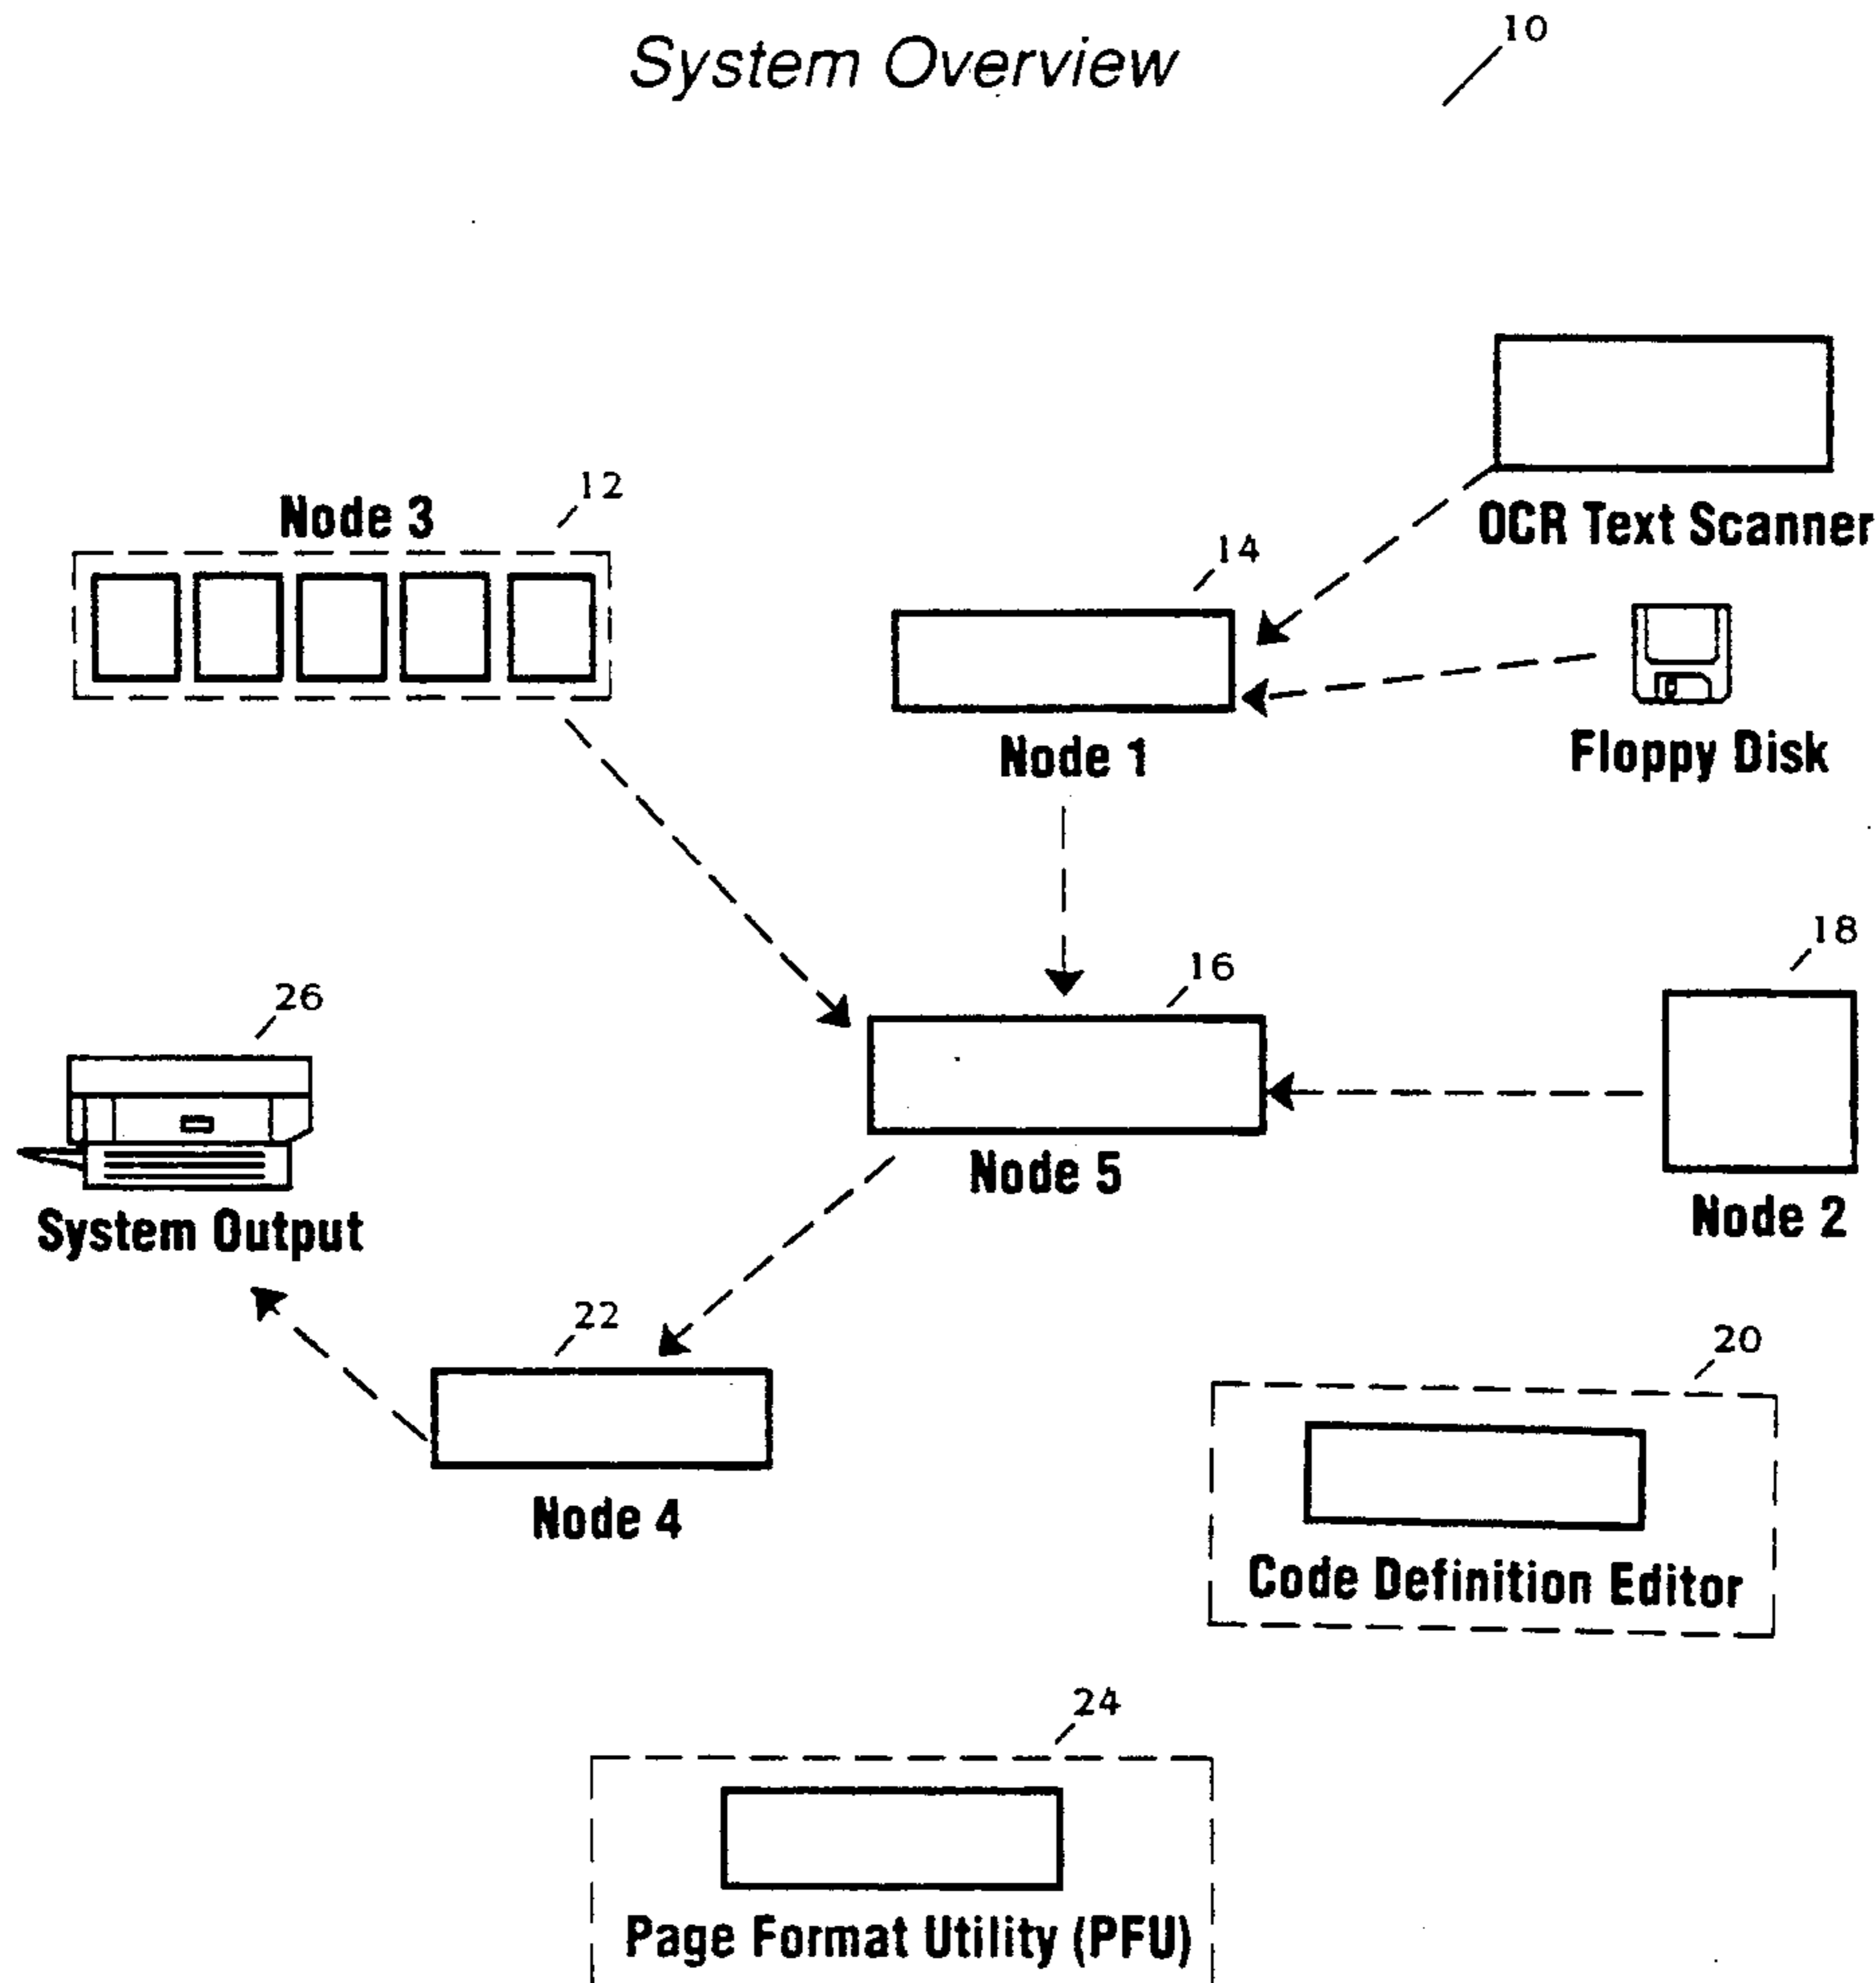 System Overview
10
OCR Text Scanner
12
Node 3
14
Node 1
Floppy Disk
18
16
26
Node 5
Node 2
System Output
22
20
Node 4
Code Definition Editor
24
Page Format Utility (PFU)